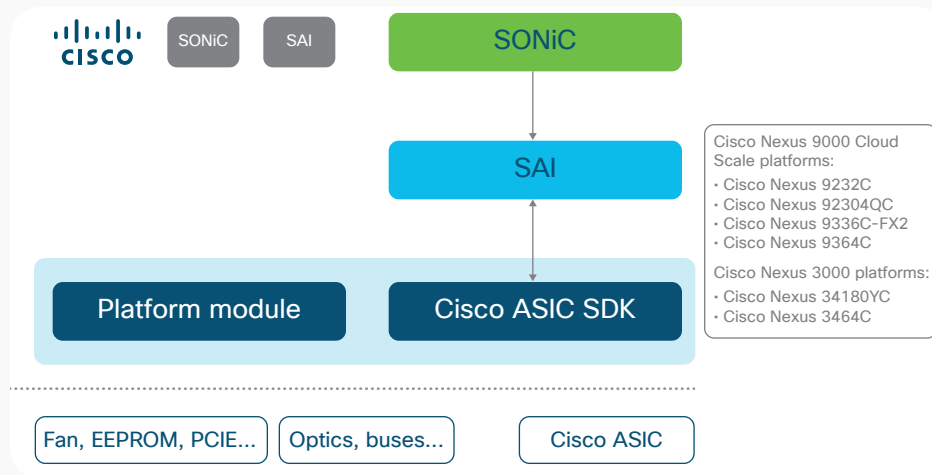 CISCO
SONiC
SAI
SONiC
SAI
Platform module
Cisco ASIC SDK
Cisco Nexus 9000 Cloud
Scale platforms:
• Cisco Nexus 9232C
• Cisco Nexus 92304QC
• Cisco Nexus 9336C-FX2
• Cisco Nexus 9364C
Cisco Nexus 3000 platforms:
• Cisco Nexus 34180YC
• Cisco Nexus 3464C
Fan, EEPROM, PCIE...
Optics, buses...
Cisco ASIC